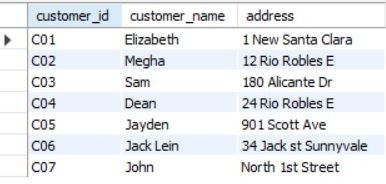 customer_id customer_name address
C01 Elizabeth 1 New Santa Clara
C02 Megha 12 Rio Robles E
C03 Sam 180 Alicante Dr
C04 Dean 24 Rio Robles E
C05 Jayden 901 Scott Ave
C06 Jack Lein 34 Jack st Sunnyvale
C07 John North 1st Street